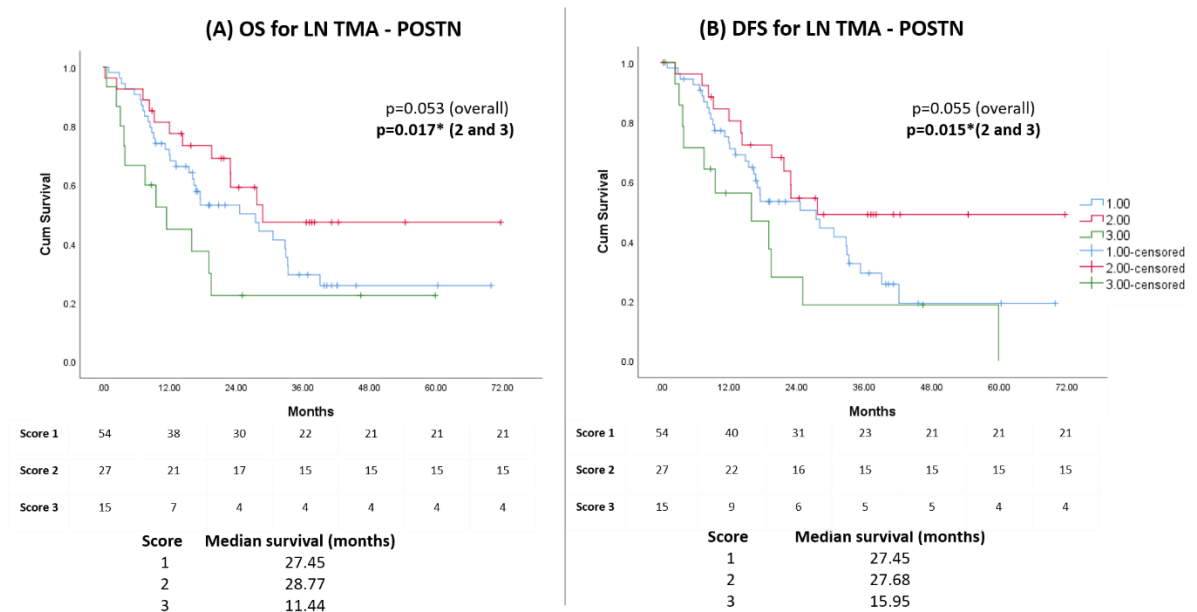 (A) OS for LN TMA - POSTN
p=0.053 (overall)
p=0.017* (2 and 3)
Cum Survival
1.0
0.8
0.6
0.4
0.2
0.0
.00 12.00 24.00 36.00 48.00 60.00 72.00
Months
Score 1 54 38 30 22 21 21 21
Score 2 27 21 17 15 15 15 15
Score 3 15 7 4 4 4 4 4
Score Median survival (months)
1 27.45
2 28.77
3 11.44
(B) DFS for LN TMA - POSTN
p=0.055 (overall)
p=0.015*(2 and 3)
Cum Survival
1.0
0.8
0.6
0.4
0.2
0.0
.00 12.00 24.00 36.00 48.00 60.00 72.00
Months
1.00
2.00
3.00
1.00-censored
2.00-censored
3.00-censored
Score 1 54 40 31 23 21 21 21
Score 2 27 22 16 15 15 15 15
Score 3 15 9 6 5 5 4 4
Score Median survival (months)
1 27.45
2 27.68
3 15.95